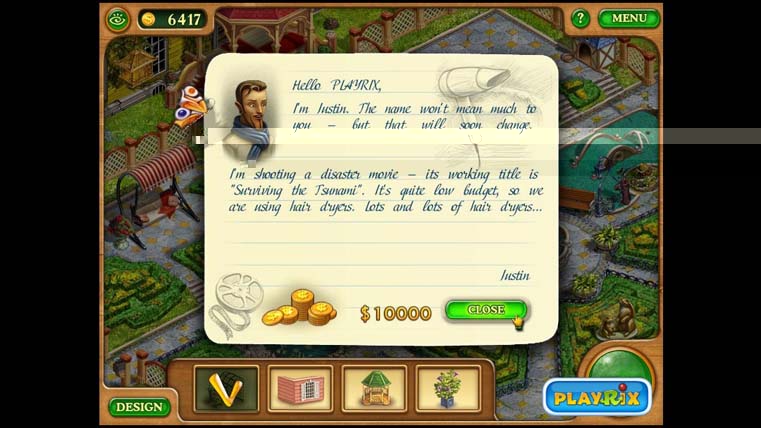 6417
?
MENU
Hello PLAYRIX,
I'm Justin. The name won't mean much to
you – but that will soon change.
I'm shooting a disaster movie – its working title is
"Surviving the Tsunami". It's quite low budget, so we
are using hair dryers. Lots and lots of hair dryers...
Justin
$10000
CLOSE
DESIGN
PLAYRIX